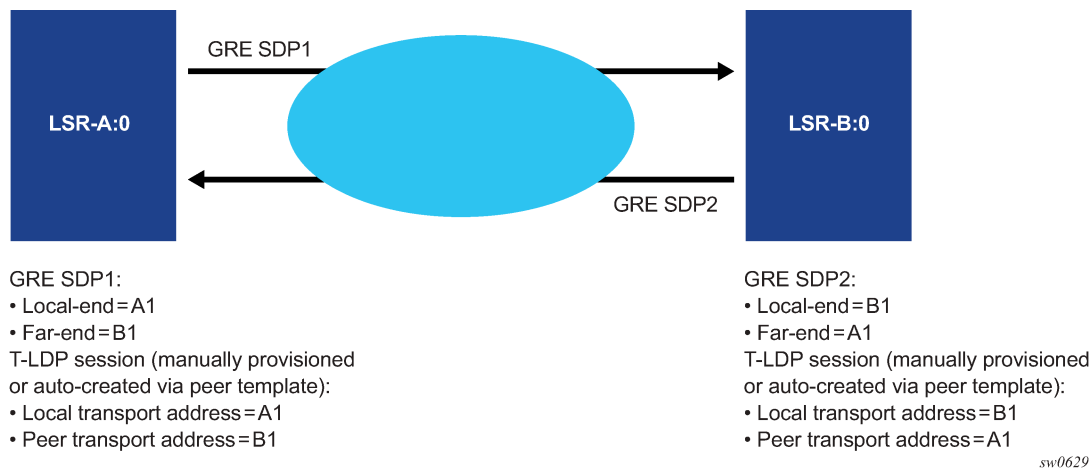 GRE SDP1
LSR-A:0
LSR-B:0
GRE SDP2
GRE SDP1:
• Local-end=A1
• Far-end=B1
T-LDP session (manually provisioned
or auto-created via peer template):
• Local transport address=A1
• Peer transport address=B1
GRE SDP2:
• Local-end=B1
• Far-end=A1
T-LDP session (manually provisioned
or auto-created via peer template):
• Local transport address=B1
• Peer transport address=A1
sw0629